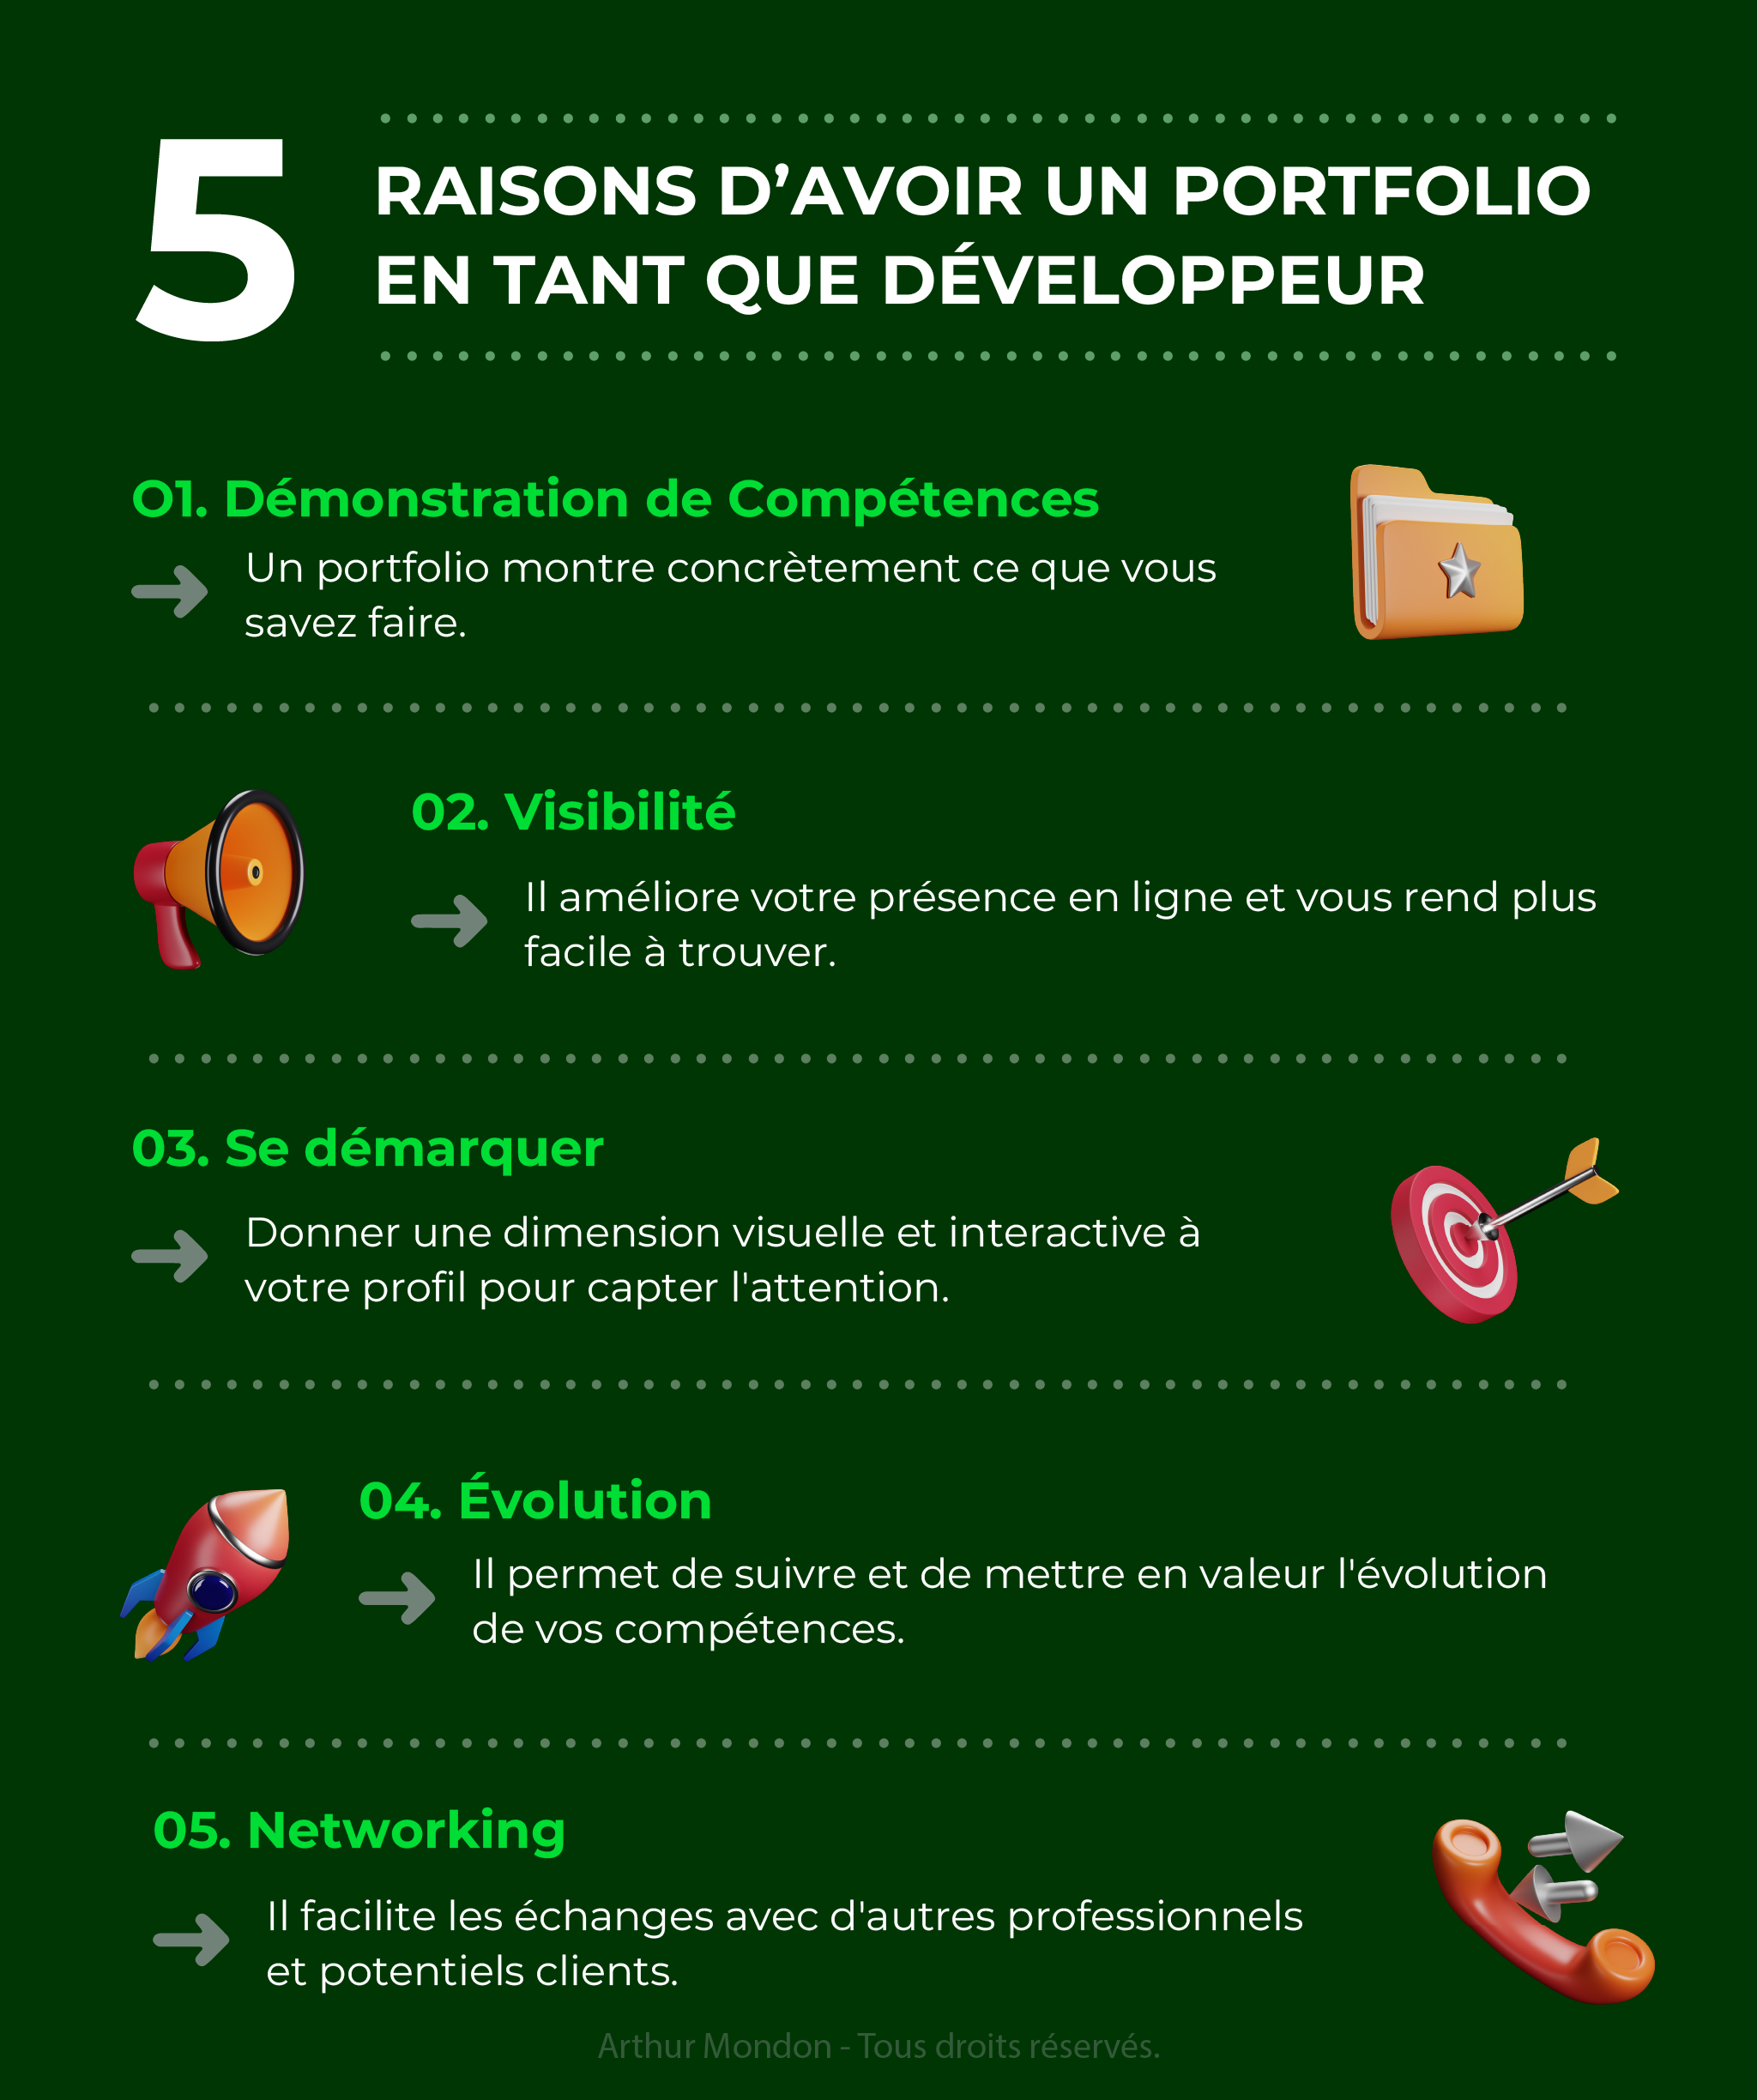 5
RAISONS D’AVOIR UN PORTFOLIO
EN TANT QUE DÉVELOPPEUR
O1. Démonstration de Compétences
Un portfolio montre concrètement ce que vous
savez faire.
02. Visibilité
Il améliore votre présence en ligne et vous rend plus
facile à trouver.
03. Se démarquer
Donner une dimension visuelle et interactive à
votre profil pour capter l'attention.
04. Évolution
Il permet de suivre et de mettre en valeur l'évolution
de vos compétences.
05. Networking
Il facilite les échanges avec d'autres professionnels
et potentiels clients.
Arthur Mondon - Tous droits réservés.